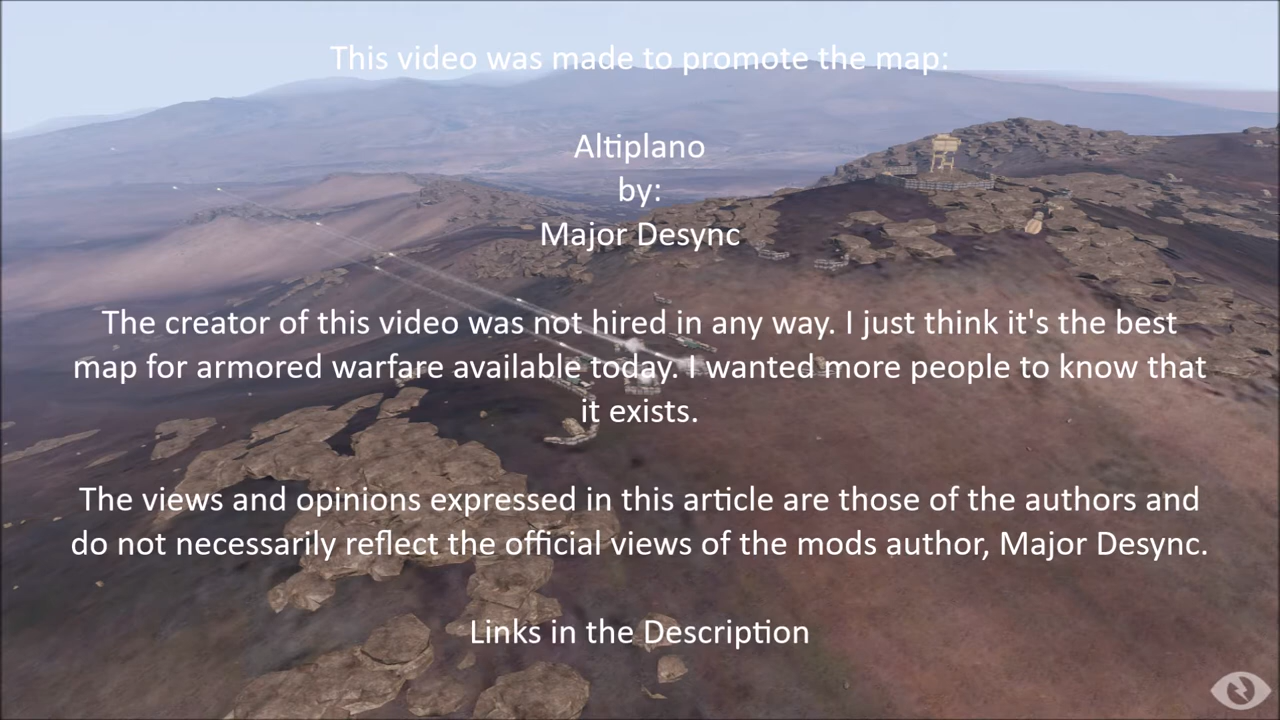 This video was made to promote the map:
Altiplano
by:
Major Desync
The creator of this video was not hired in any way. I just think it's the best
map for armored warfare available today. I wanted more people to know that
it exists.
The views and opinions expressed in this article are those of the authors and
do not necessarily reflect the official views of the mods author, Major Desync.
Links in the Description